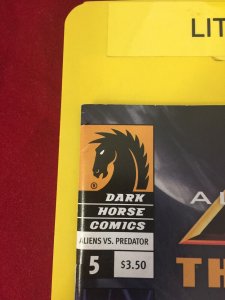 LIT
®
DARK
HORSE
COMICS
ALIENS VS. PREDATOR
5 $3.50
AL
TH